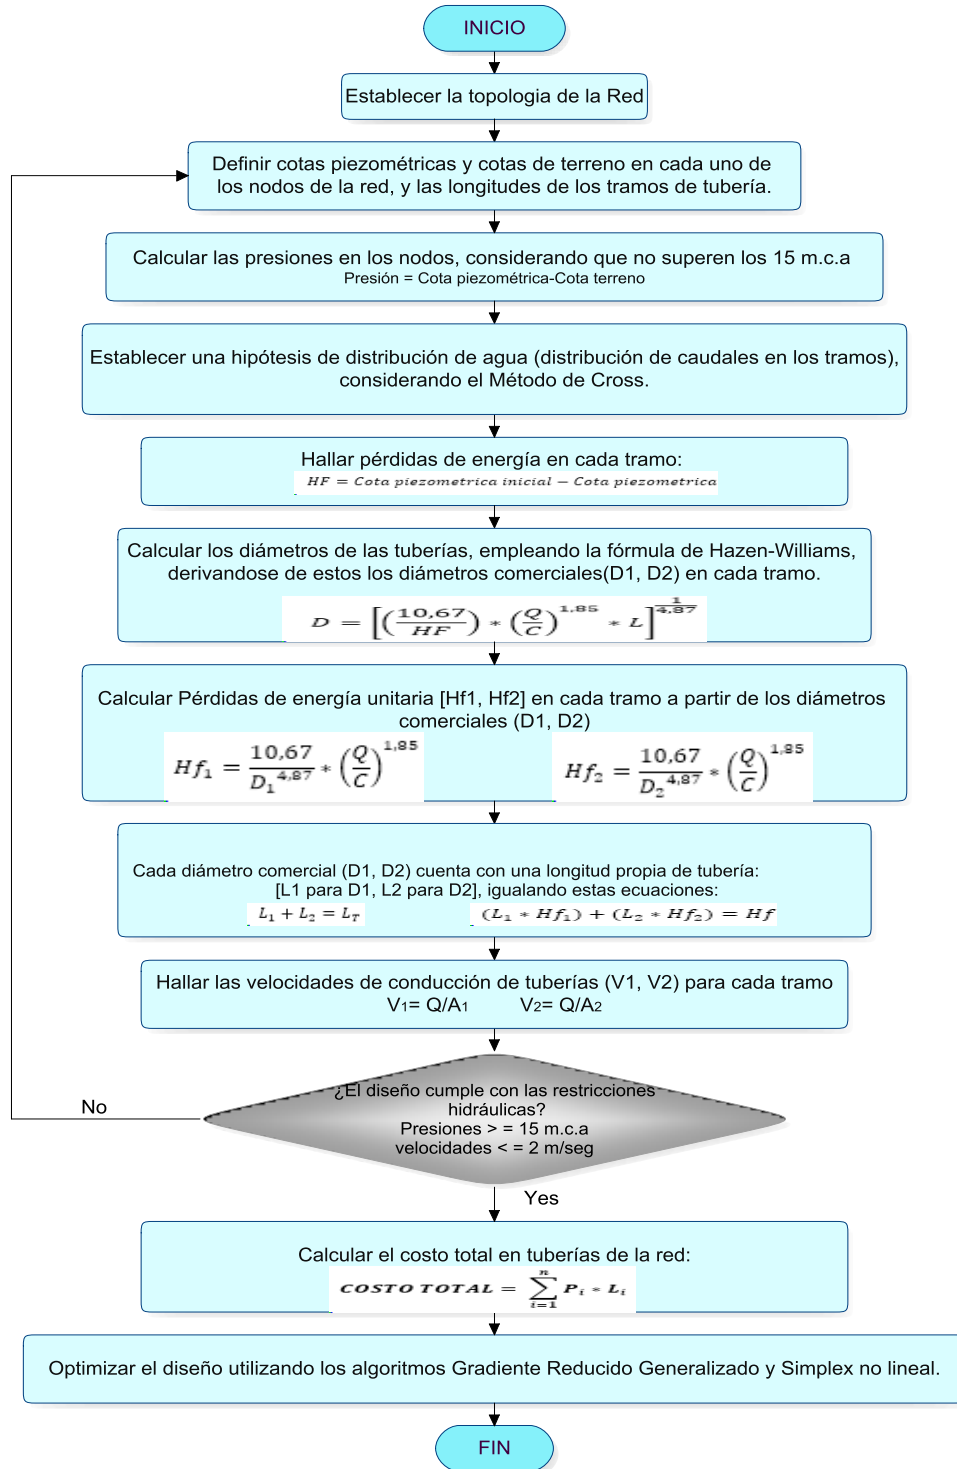 INICIO
Establecer la topologia de la Red
Definir cotas piezométricas y cotas de terreno en cada uno de
los nodos de la red, y las longitudes de los tramos de tubería.
Calcular las presiones en los nodos, considerando que no superen los 15 m.c.a
Presión = Cota piezométrica-Cota terreno
Establecer una hipótesis de distribución de agua (distribución de caudales en los tramos),
considerando el Método de Cross.
Hallar pérdidas de energía en cada tramo:
HF = Cota piezometrica inicial − Cota piezometrica
Calcular los diámetros de las tuberías, empleando la fórmula de Hazen-Williams,
derivandose de estos los diámetros comerciales(D1, D2) en cada tramo.
D = [(10,67/HF) * (Q/C)^1,85 * L]^(1/4,87)
Calcular Pérdidas de energía unitaria [Hf1, Hf2] en cada tramo a partir de los diámetros
comerciales (D1, D2)
Hf₁ = 10,67/D₁^4,87 * (Q/C)^1,85 Hf₂ = 10,67/D₂^4,87 * (Q/C)^1,85
Cada diámetro comercial (D1, D2) cuenta con una longitud propia de tubería:
[L1 para D1, L2 para D2], igualando estas ecuaciones:
L₁ + L₂ = L_T (L₁ * Hf₁) + (L₂ * Hf₂) = Hf
Hallar las velocidades de conducción de tuberías (V1, V2) para cada tramo
V1= Q/A1 V2= Q/A2
¿El diseño cumple con las restricciones
hidráulicas?
Presiones > = 15 m.c.a
velocidades < = 2 m/seg
No
Yes
Calcular el costo total en tuberías de la red:
COSTO TOTAL = ∑_{i=1}^{n} P_i * L_i
Optimizar el diseño utilizando los algoritmos Gradiente Reducido Generalizado y Simplex no lineal.
FIN